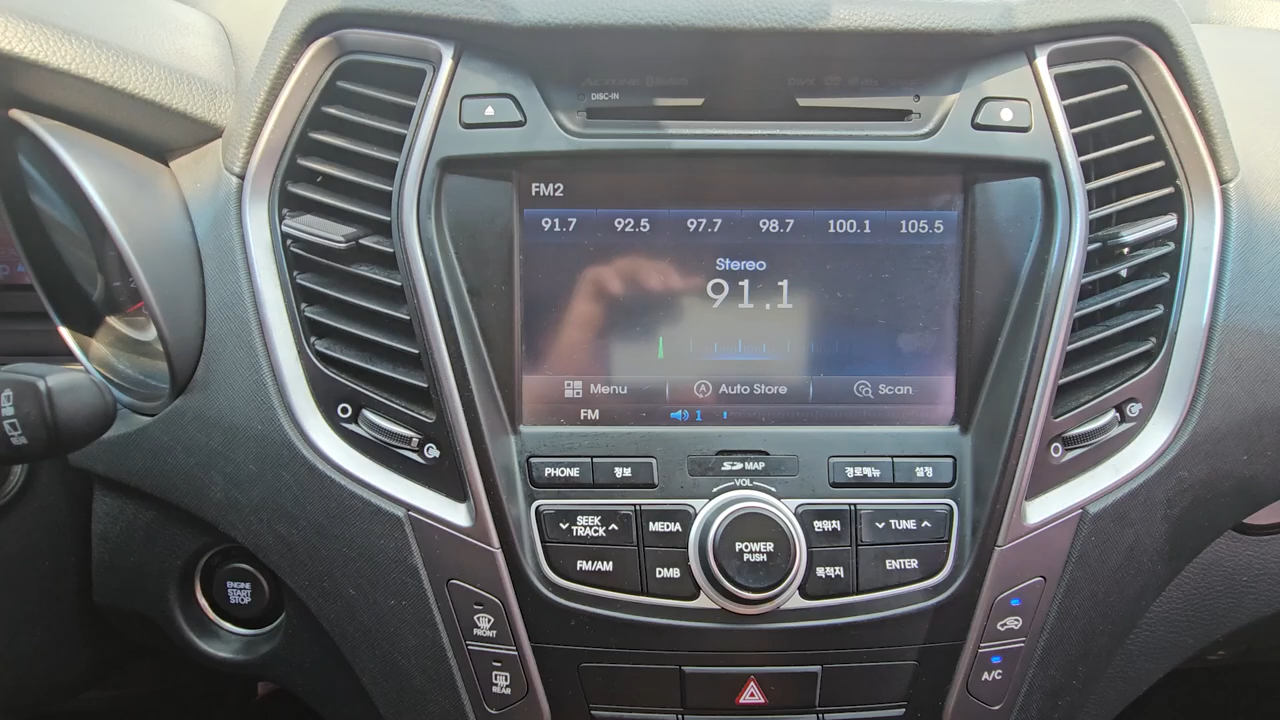 DISC-IN
FM2
91.7 92.5 97.7 98.7 100.1 105.5
Stereo
91.1
Menu Auto Store Scan
FM 1
PHONE 정보 SD MAP 경로메뉴 설정
VOL
SEEK TRACK MEDIA POWER PUSH 현위치 TUNE
FM/AM DMB 목적지 ENTER
ENGINE
START
STOP
FRONT
REAR
A/C